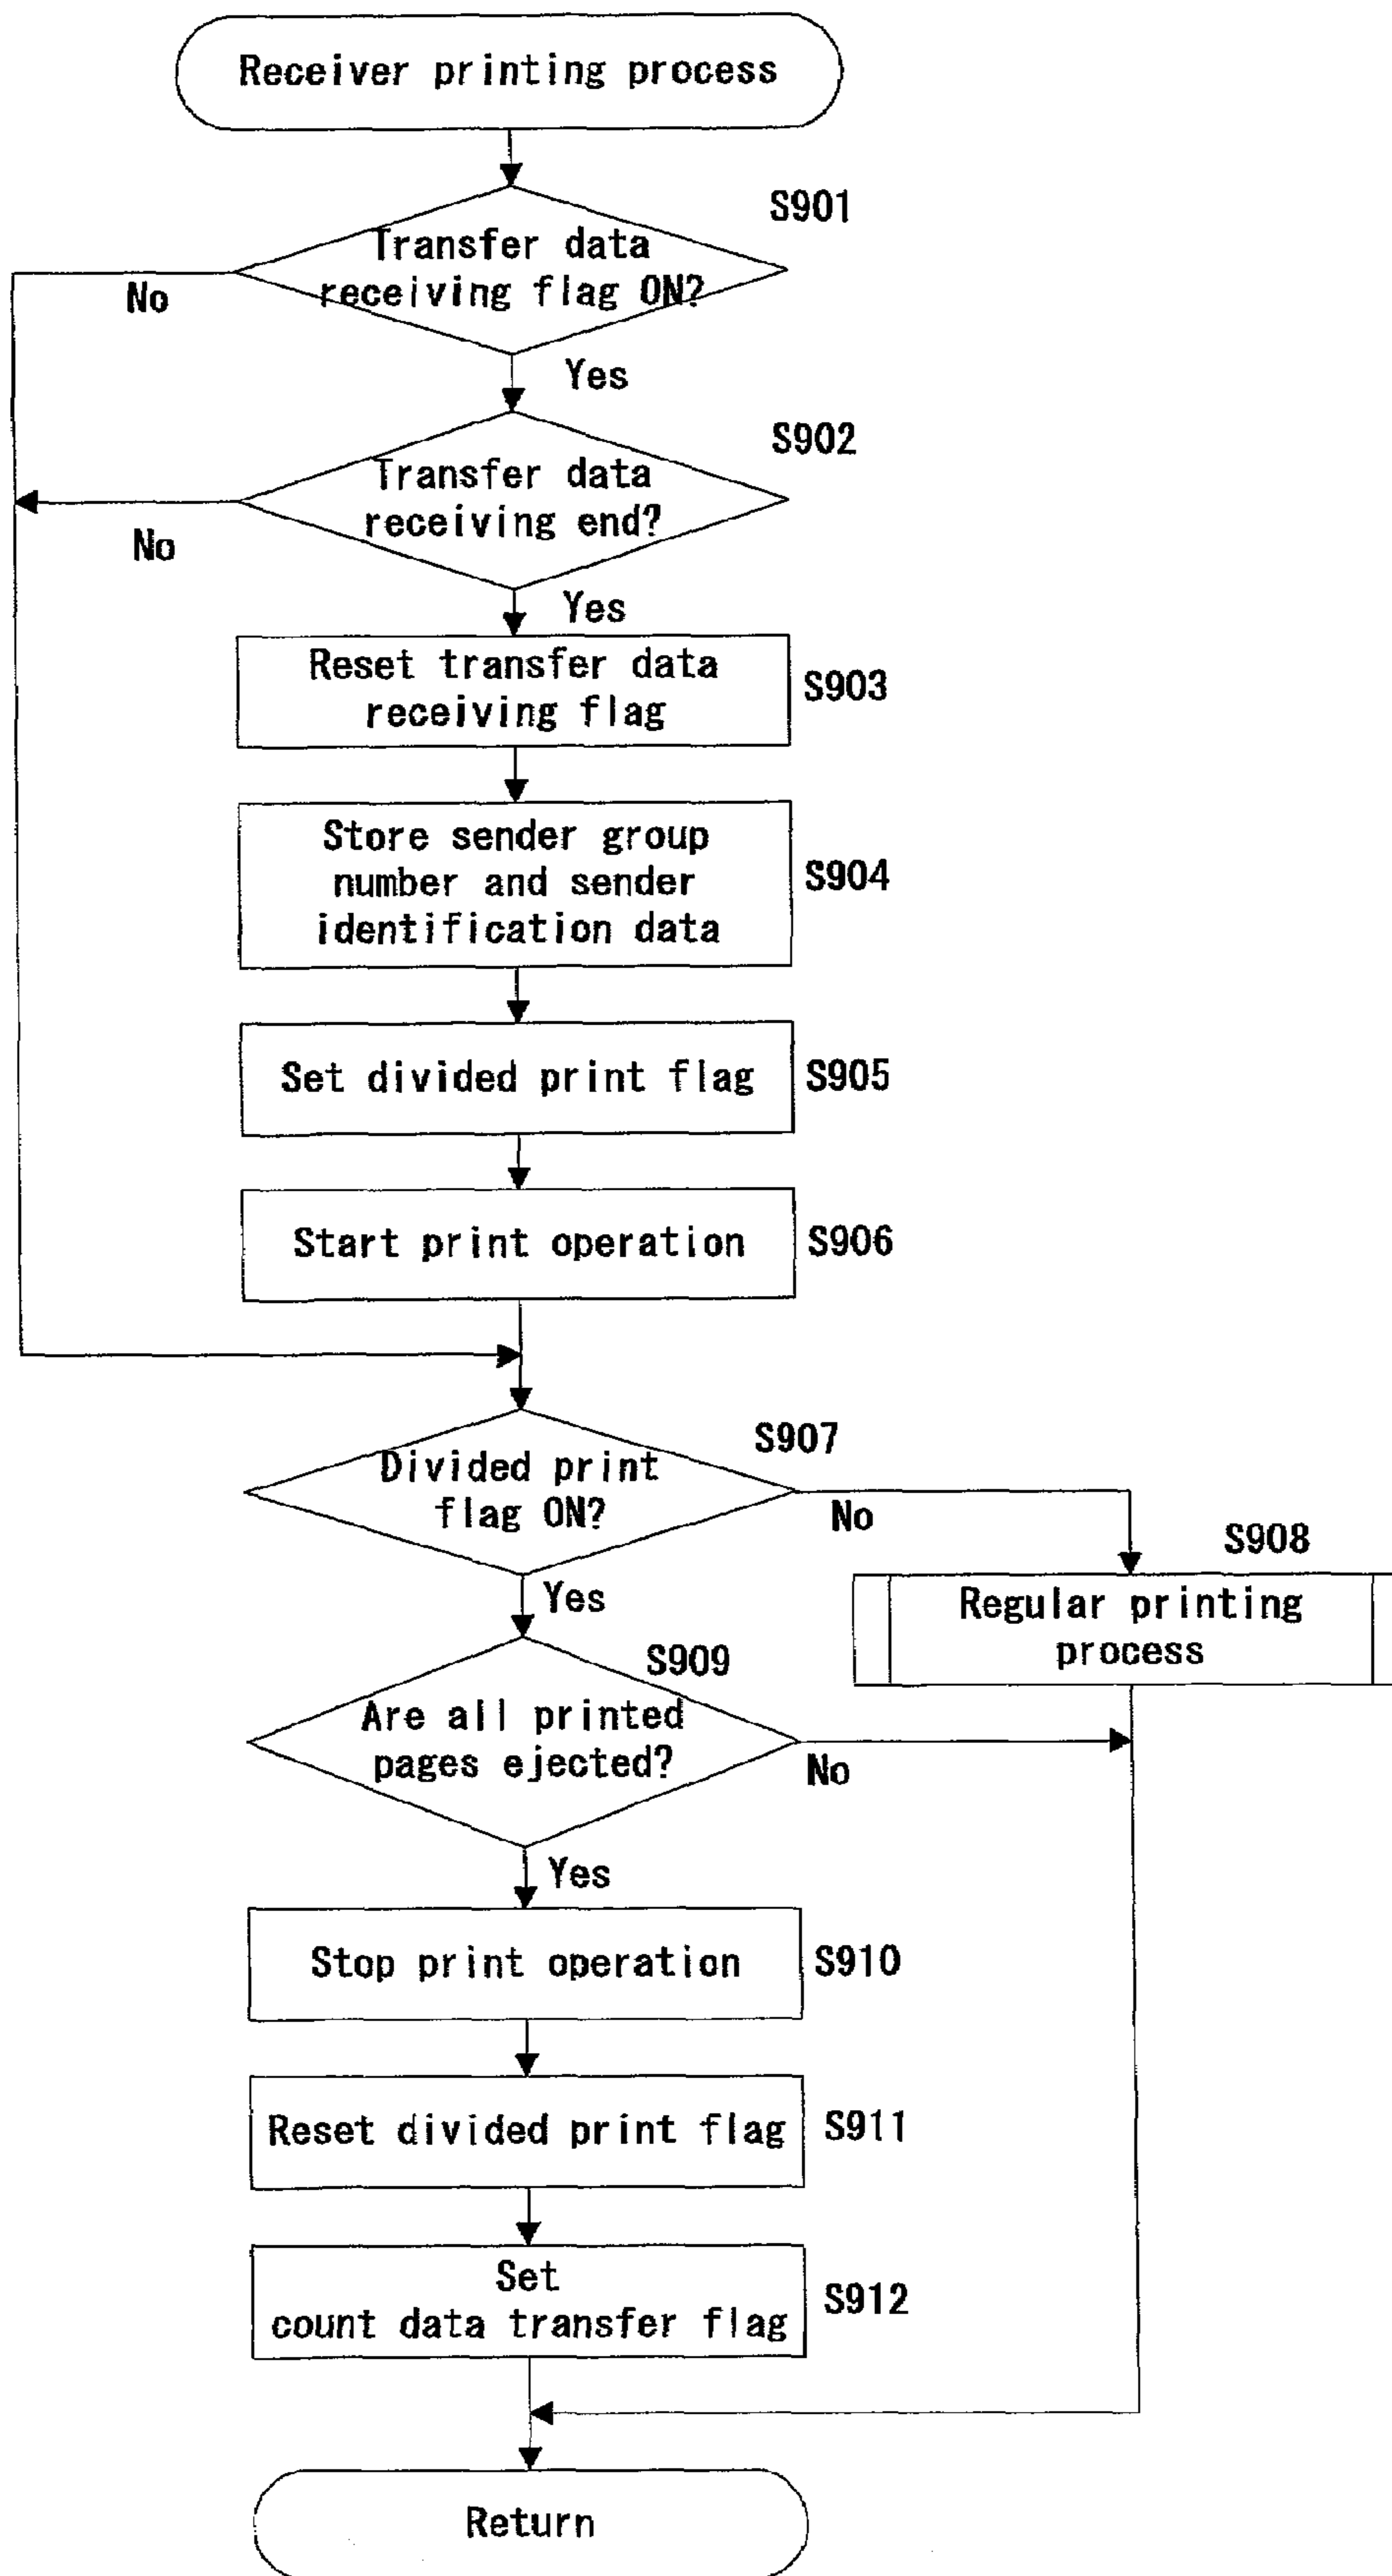 Receiver printing process
S901
Transfer data
receiving flag ON?
No
Yes
S902
Transfer data
receiving end?
No
Yes
Reset transfer data
receiving flag
S903
Store sender group
number and sender
identification data
S904
Set divided print flag
S905
Start print operation
S906
S907
Divided print
flag ON?
No
Yes
S908
Regular printing
process
S909
Are all printed
pages ejected?
No
Yes
Stop print operation
S910
Reset divided print flag
S911
Set
count data transfer flag
S912
Return